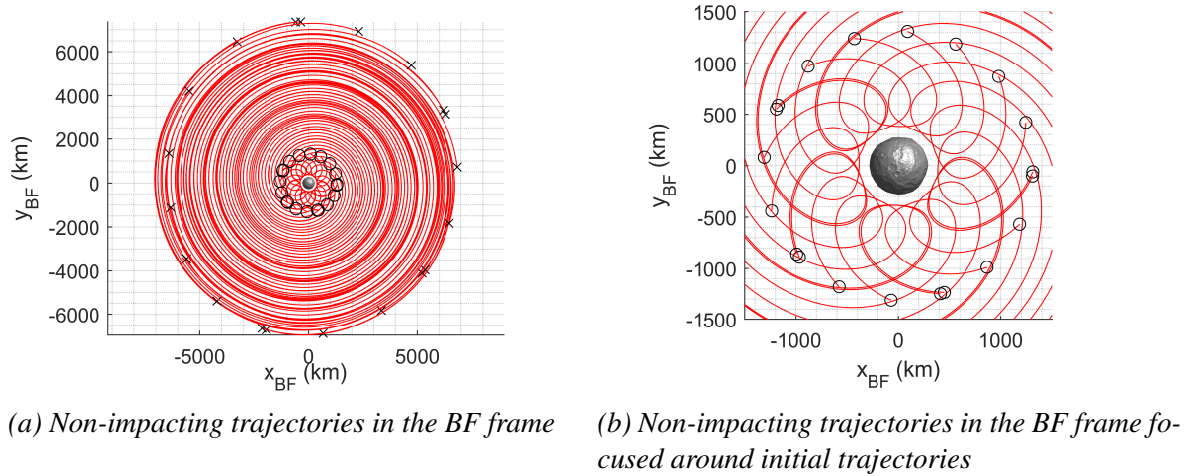 6000
4000
2000
0
-2000
-4000
-6000
y_BF (km)
-5000
0
5000
x_BF (km)
1500
1000
500
0
-500
-1000
-1500
y_BF (km)
-1000
0
1000
x_BF (km)
(a) Non-impacting trajectories in the BF frame
(b) Non-impacting trajectories in the BF frame fo-
cused around initial trajectories